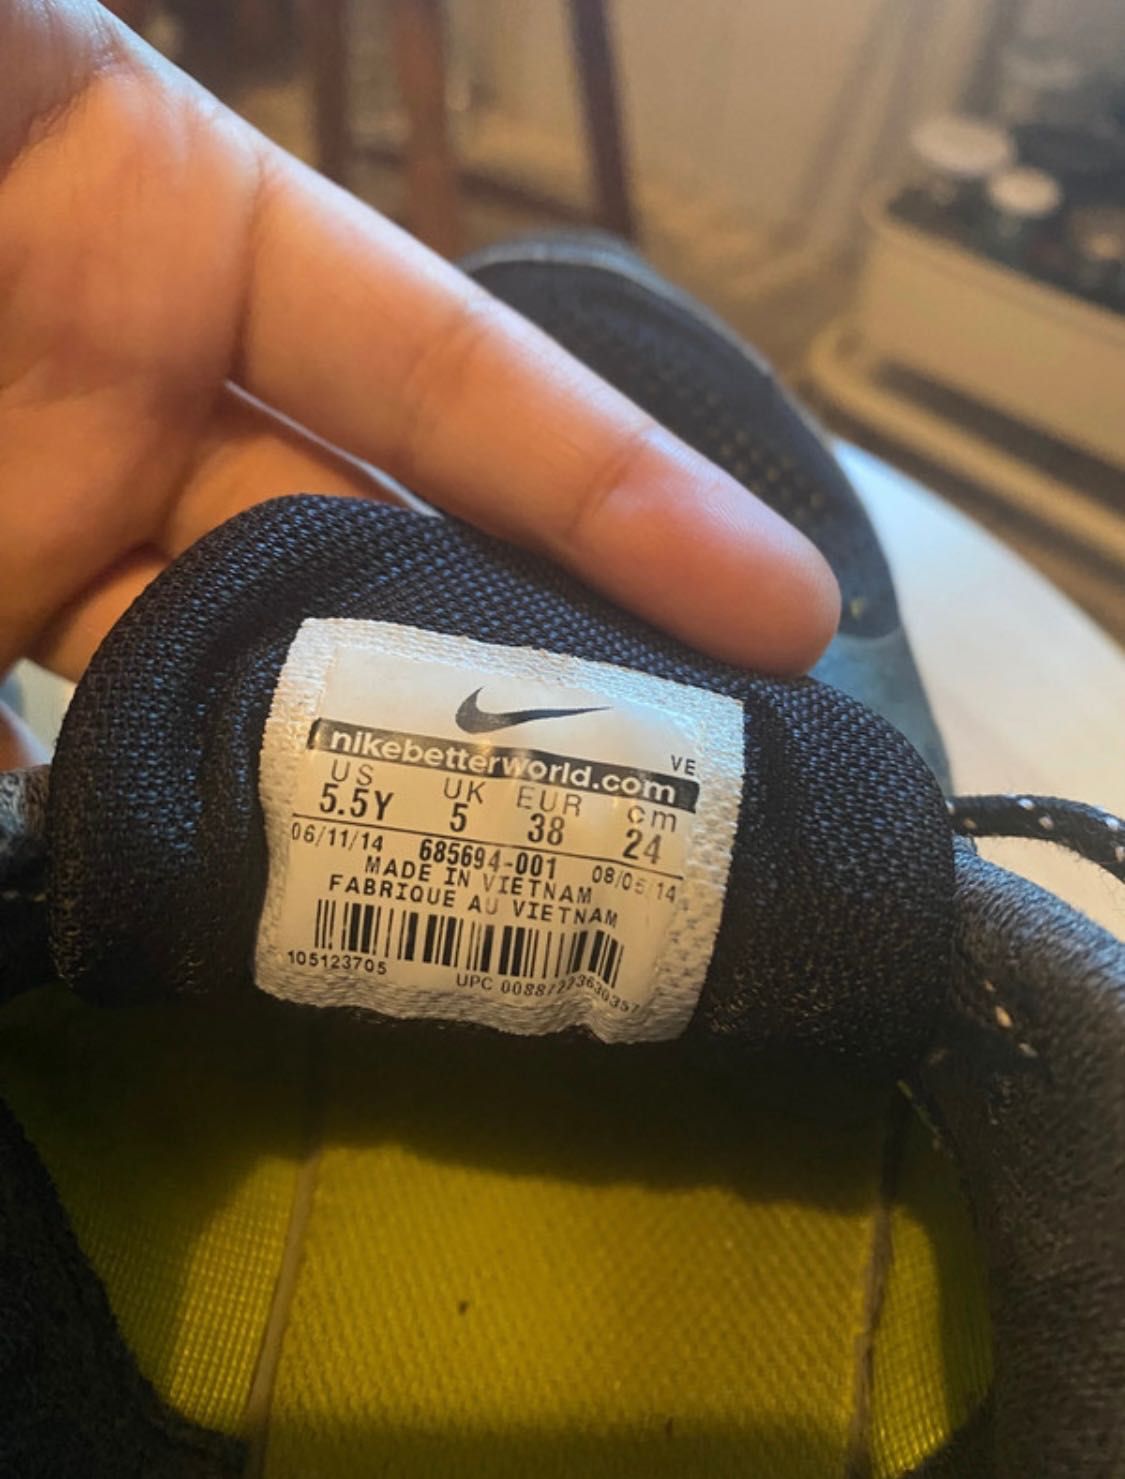 nikebetterworld.com
VE
US UK EUR cm
5.5Y 5 38 24
06/11/14 685694-001 08/05/14
MADE IN VIETNAM
FABRIQUE AU VIETNAM
105123705
UPC